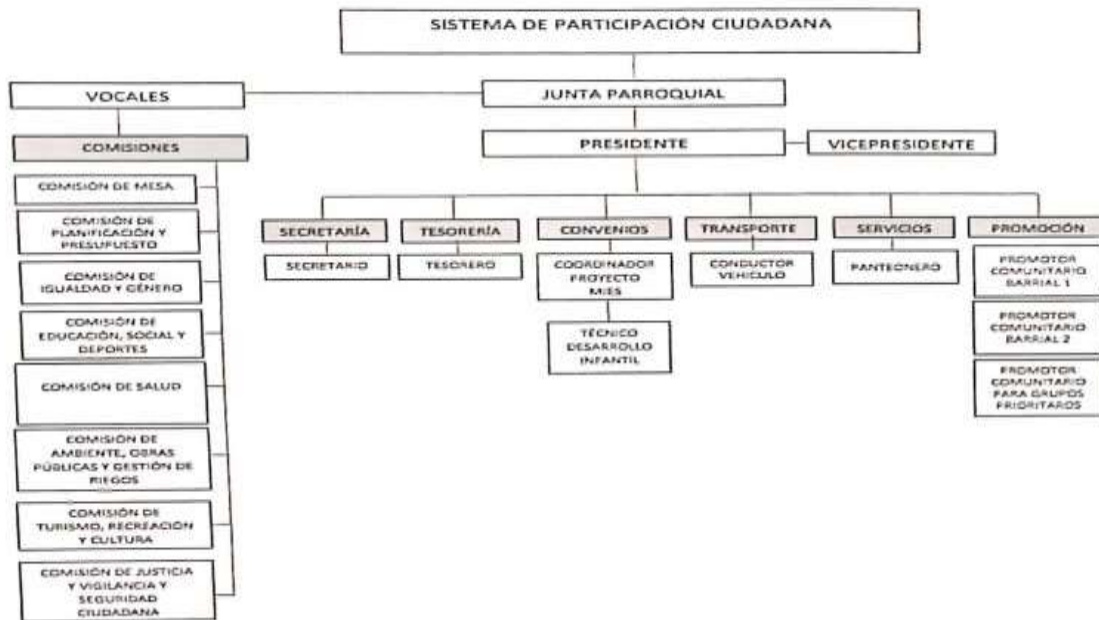 SISTEMA DE PARTICIPACIÓN CIUDADANA
VOCALES
JUNTA PARROQUIAL
COMISIONES
PRESIDENTE
VICEPRESIDENTE
COMISIÓN DE MESA
COMISIÓN DE
PLANIFICACIÓN Y
PRESUPUESTO
COMISIÓN DE
IGUALDAD Y GÉNERO
COMISIÓN DE
EDUCACIÓN, SOCIAL Y
DEPORTES
COMISIÓN DE SALUD
COMISIÓN DE
AMBIENTE, OBRAS
PÚBLICAS Y GESTIÓN DE
RIEGOS
COMISIÓN DE
TURISMO, RECREACIÓN
Y CULTURA
COMISIÓN DE JUSTICIA
Y VIGILANCIA Y
SEGURIDAD
CIUDADANA
SECRETARÍA
SECRETARIO
TESORERÍA
TESORERO
CONVENIOS
COORDINADOR
PROYECTO
MIES
TÉCNICO
DESARROLLO
INFANTIL
TRANSPORTE
CONDUCTOR
VEHICULO
SERVICIOS
PANTEONERO
PROMOCIÓN
PROMOTOR
COMUNITARIO
BARRIAL 1
PROMOTOR
COMUNITARIO
BARRIAL 2
PROMOTOR
COMUNITARIO
PARA GRUPOS
PRIORITAROS